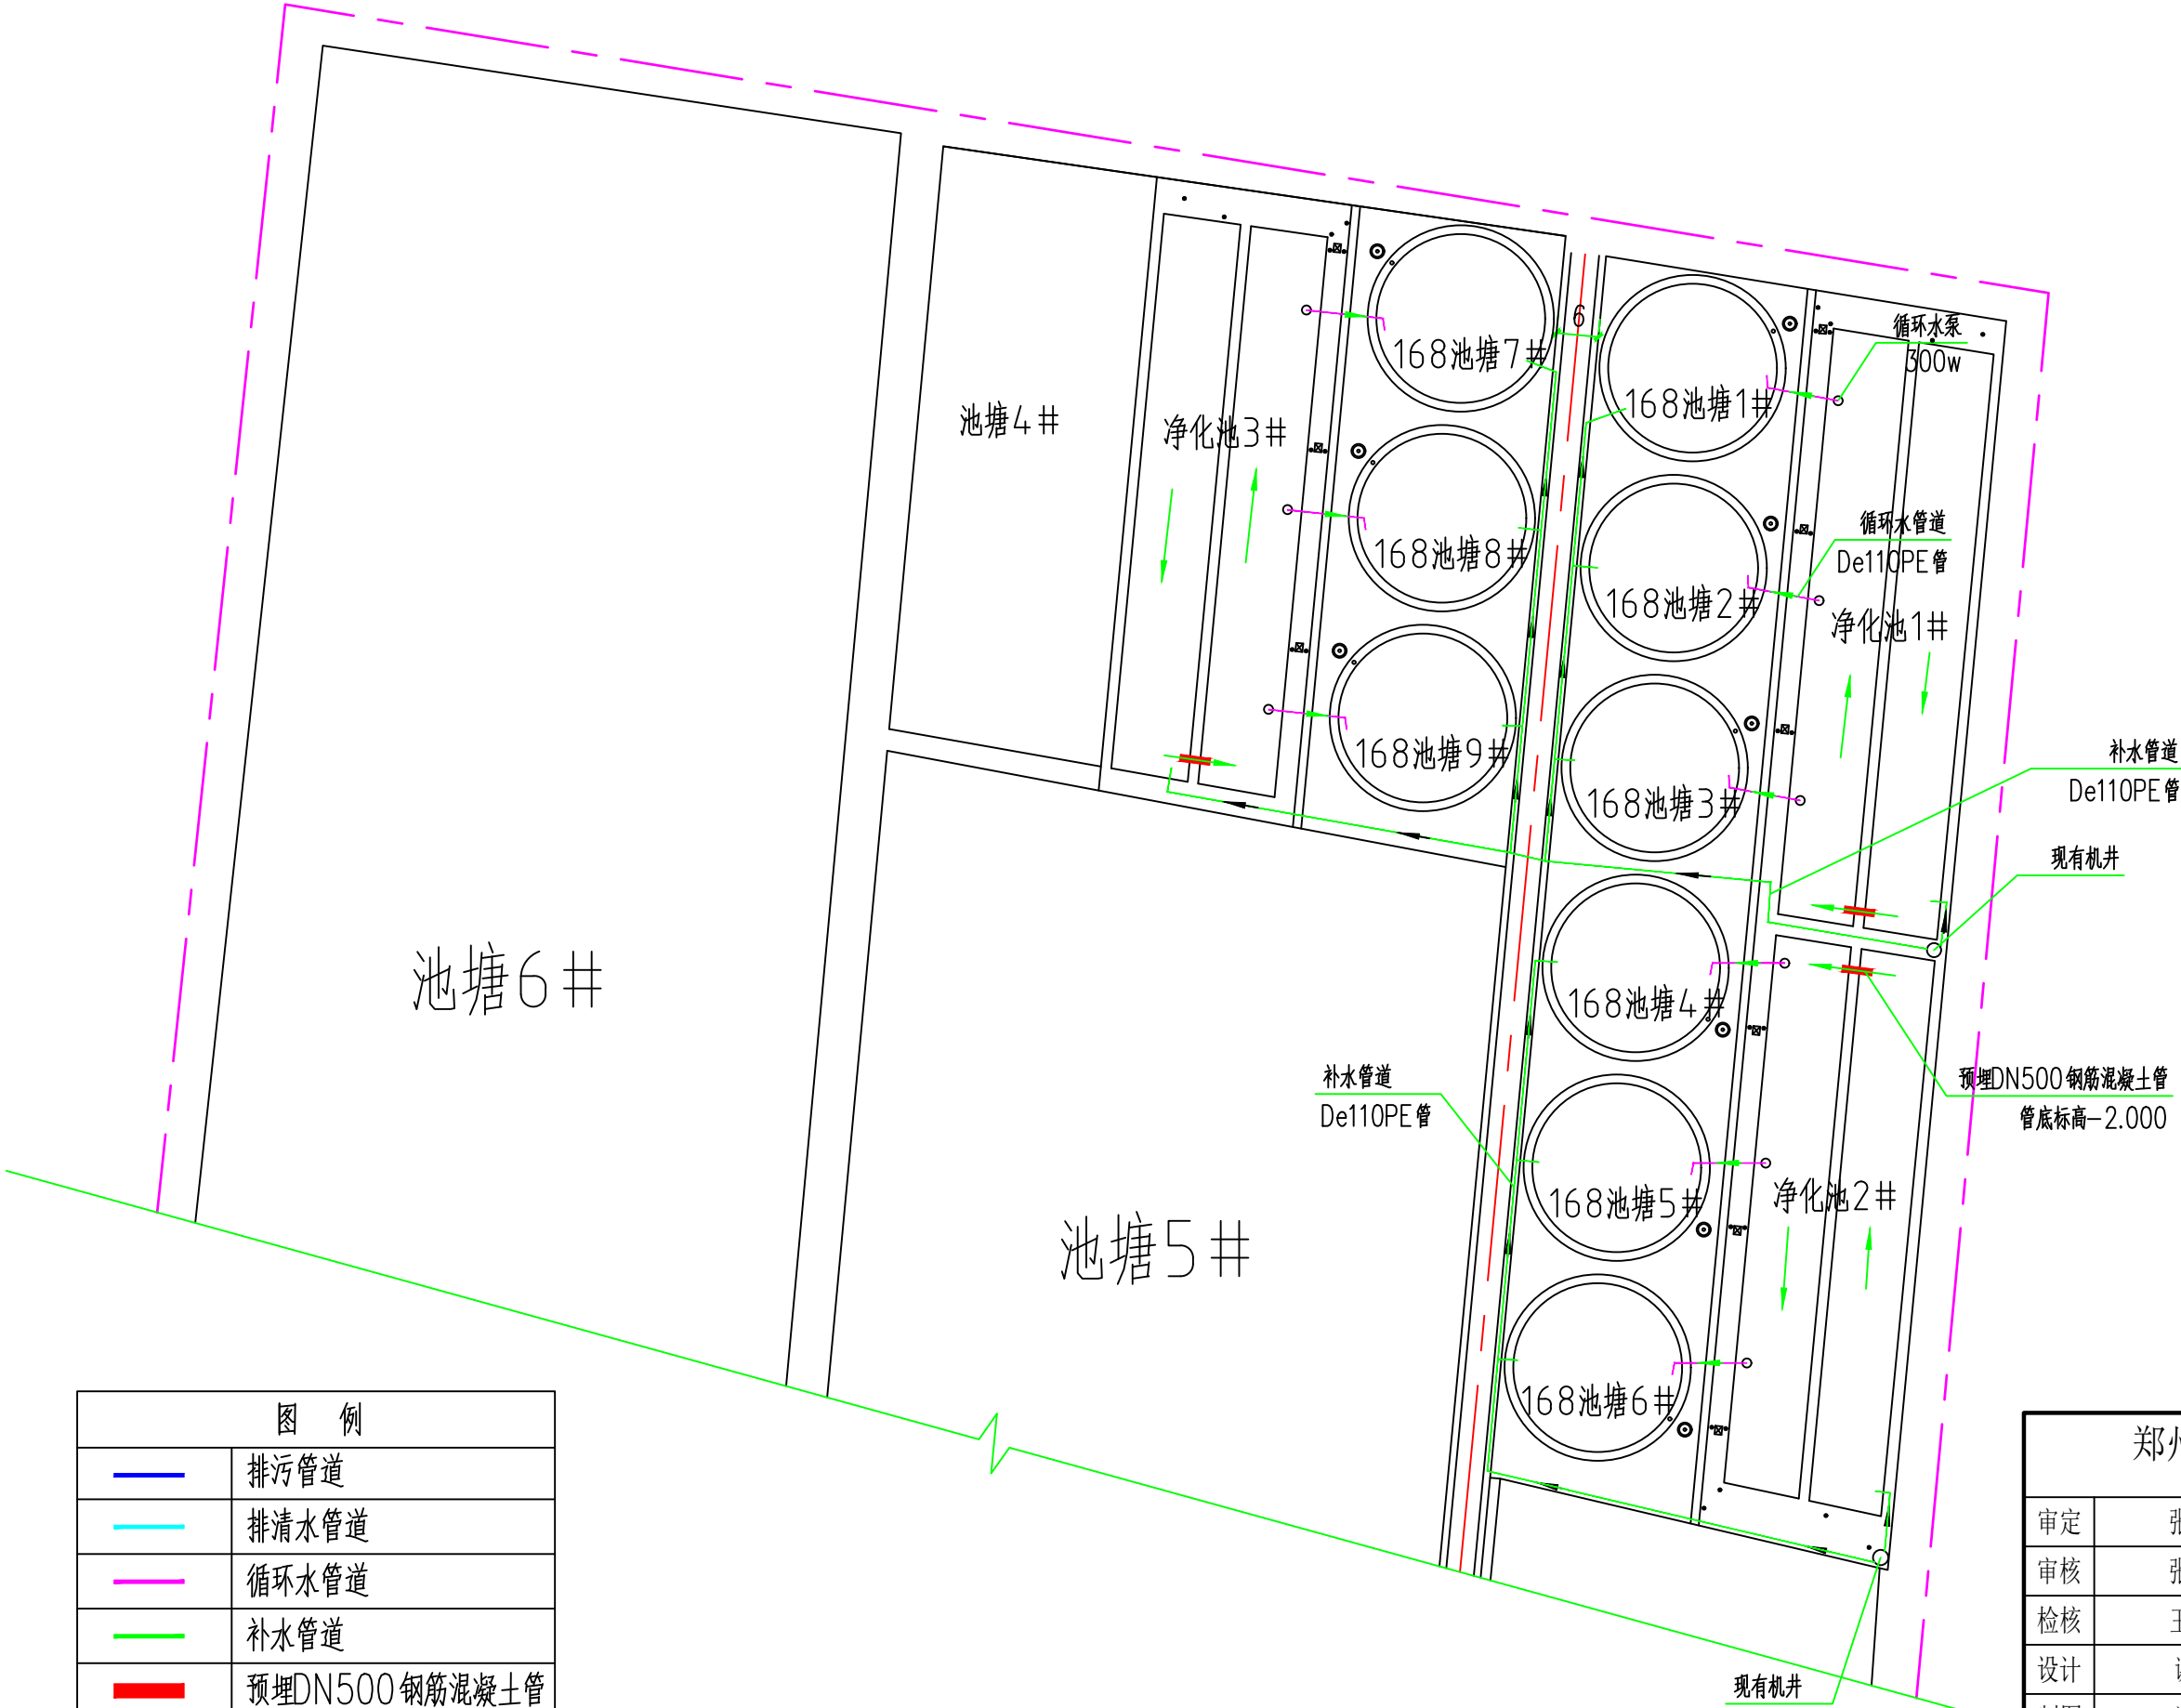 6
循环水泵
300w
168池塘7#
168池塘1#
池塘4#
净化池3#
循环水管道
De110PE管
168池塘8#
168池塘2#
净化池1#
168池塘9#
168池塘3#
补水管道
De110PE管
现有机井
池塘6#
168池塘4#
补水管道
De110PE管
预埋DN500钢筋混凝土管
管底标高-2.000
168池塘5#
净化池2#
池塘5#
168池塘6#
图 例
排污管道
排清水管道
循环水管道
补水管道
预埋DN500钢筋混凝土管
现有机井
郑
审定
审核
检核
设计